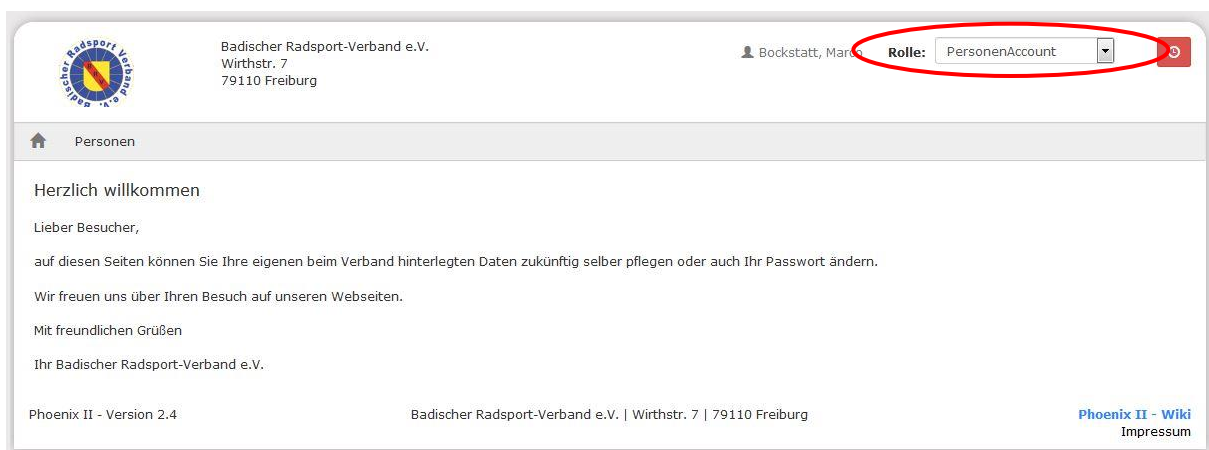 Badischer Radsport Verband e.V.
Badischer Radsport-Verband e.V.
Wirthstr. 7
79110 Freiburg
Bockstatt, Marco
Rolle: PersonenAccount
Personen
Herzlich willkommen
Lieber Besucher,
auf diesen Seiten können Sie Ihre eigenen beim Verband hinterlegten Daten zukünftig selber pflegen oder auch Ihr Passwort ändern.
Wir freuen uns über Ihren Besuch auf unseren Webseiten.
Mit freundlichen Grüßen
Ihr Badischer Radsport-Verband e.V.
Phoenix II - Version 2.4
Badischer Radsport-Verband e.V. | Wirthstr. 7 | 79110 Freiburg
Phoenix II - Wiki
Impressum